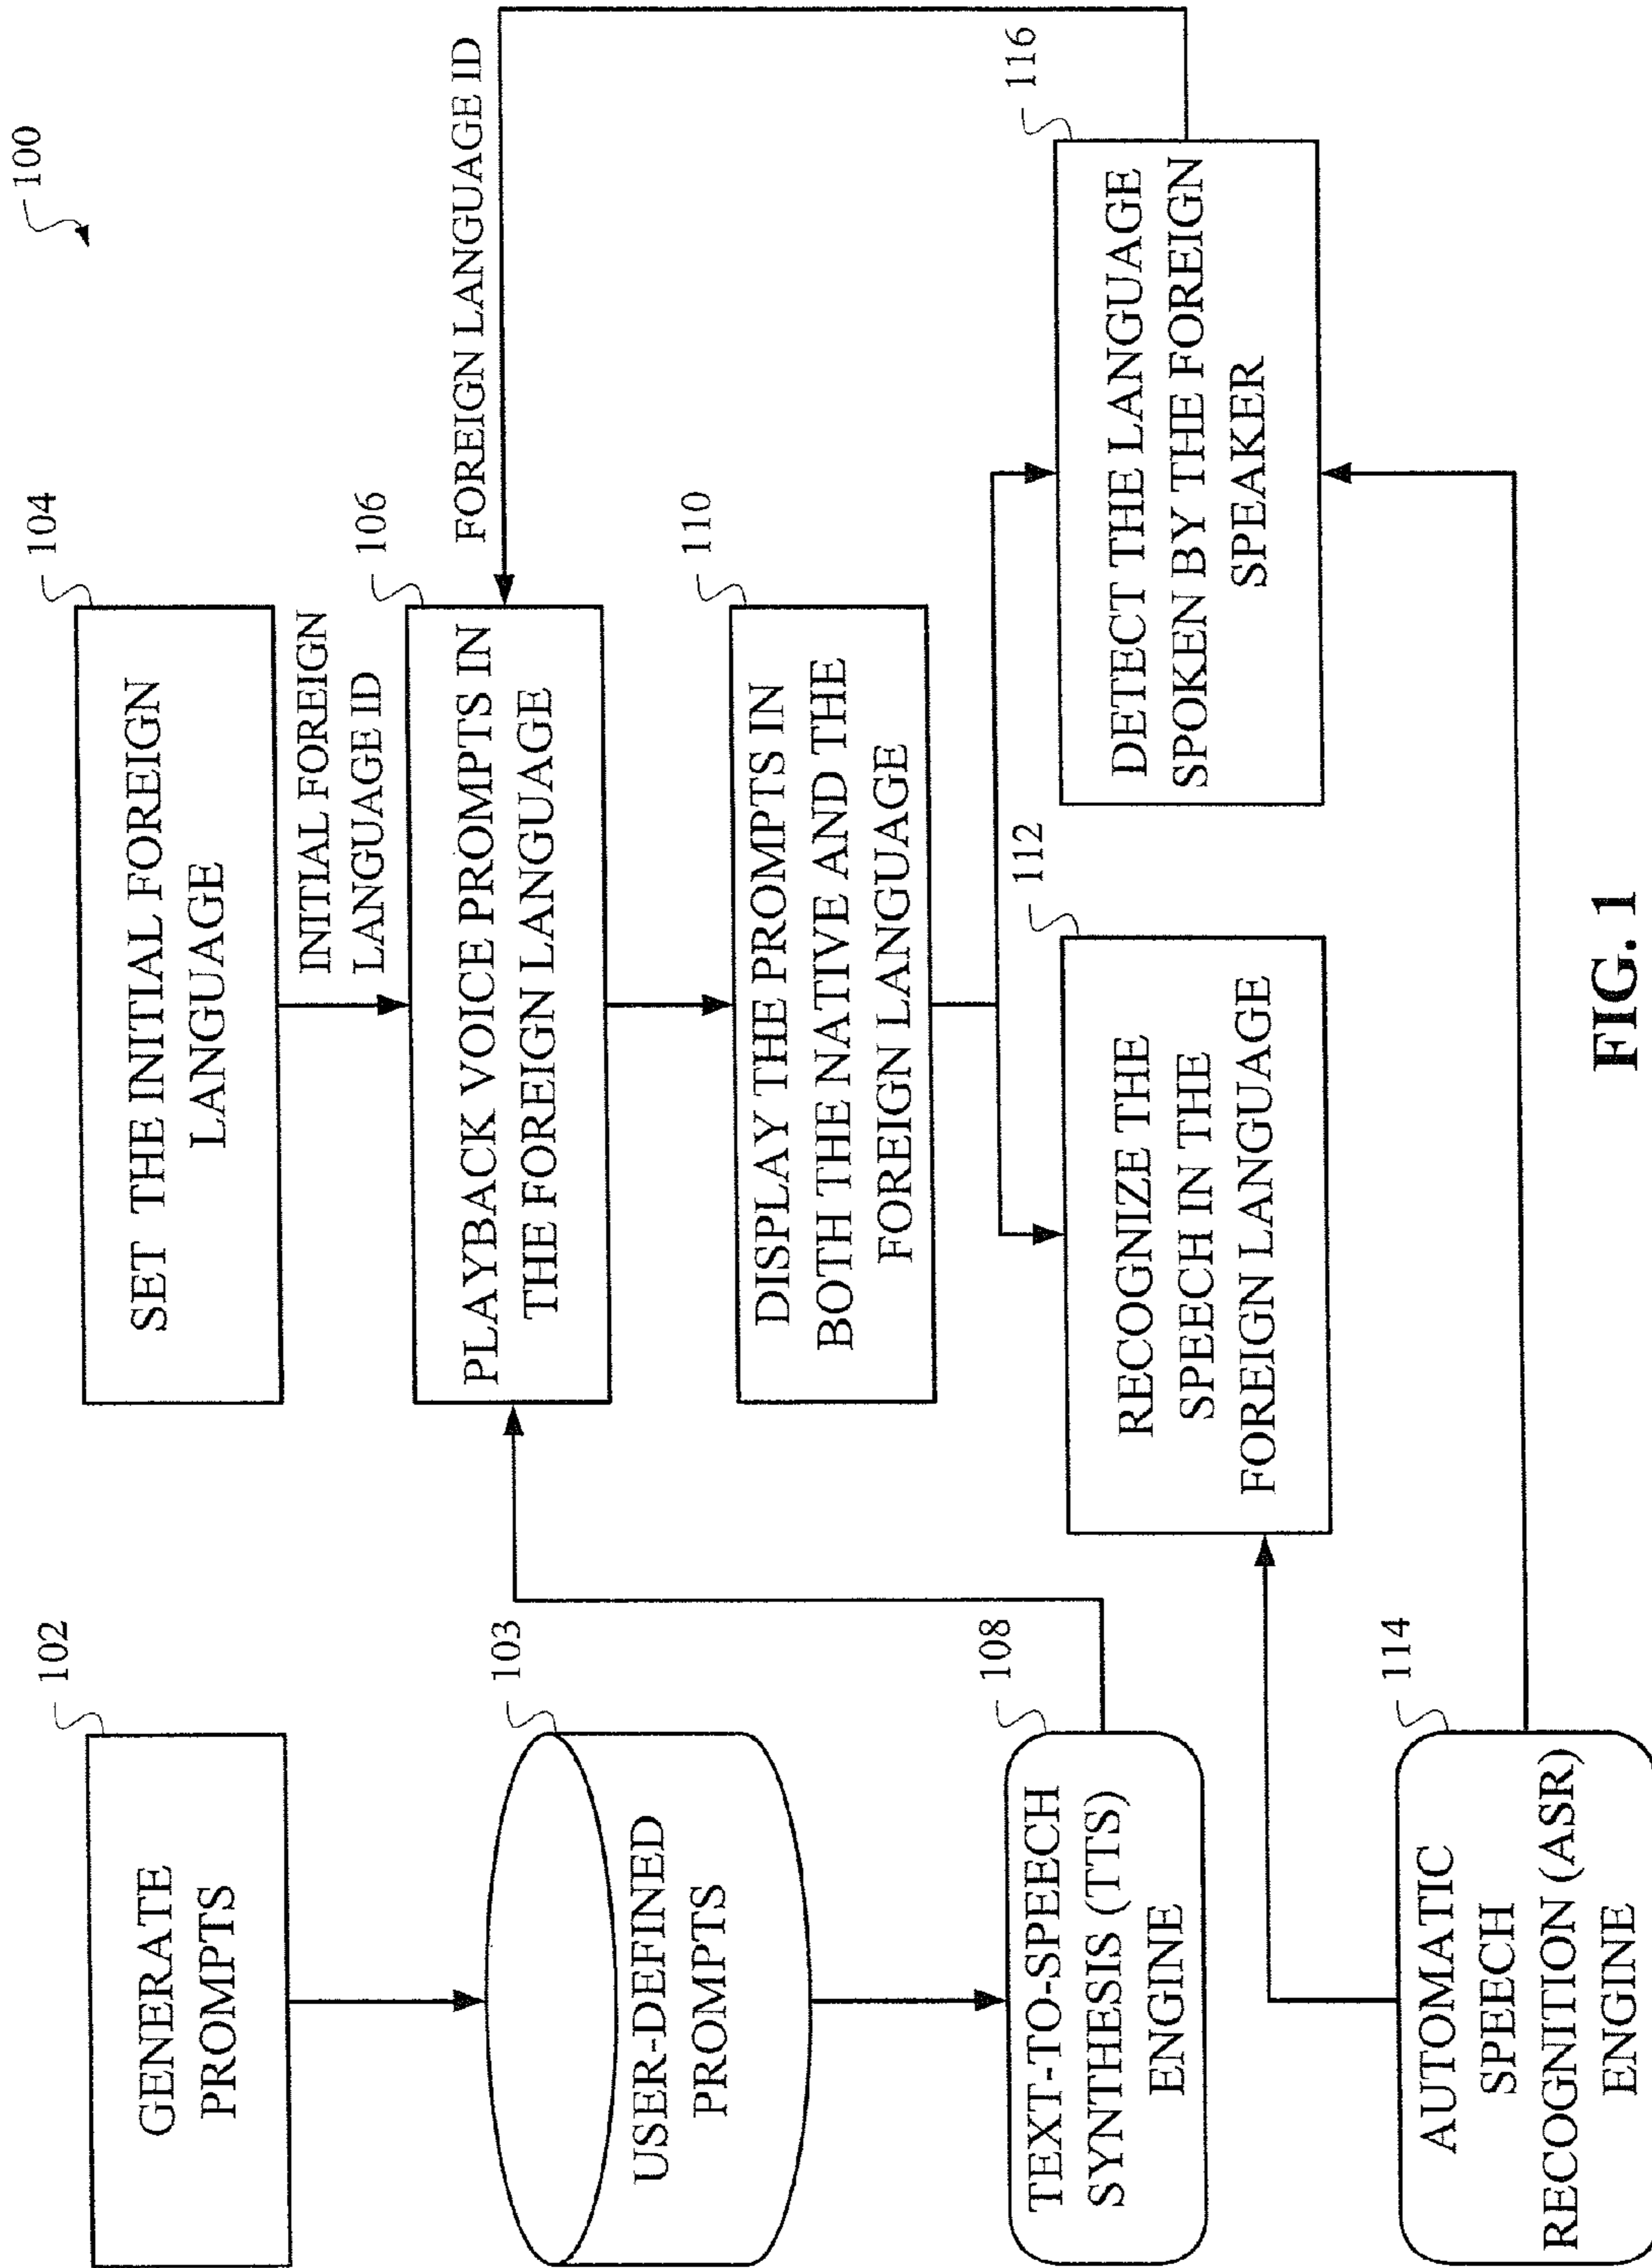 100
102
GENERATE
PROMPTS
103
USER-DEFINED
PROMPTS
108
TEXT-TO-SPEECH
SYNTHESIS (TTS)
ENGINE
114
AUTOMATIC
SPEECH
RECOGNITION (ASR)
ENGINE
104
SET THE INITIAL FOREIGN
LANGUAGE
INITIAL FOREIGN
LANGUAGE ID
106
PLAYBACK VOICE PROMPTS IN
THE FOREIGN LANGUAGE
FOREIGN LANGUAGE ID
110
DISPLAY THE PROMPTS IN
BOTH THE NATIVE AND THE
FOREIGN LANGUAGE
112
RECOGNIZE THE
SPEECH IN THE
FOREIGN LANGUAGE
116
DETECT THE LANGUAGE
SPOKEN BY THE FOREIGN
SPEAKER
FIG. 1